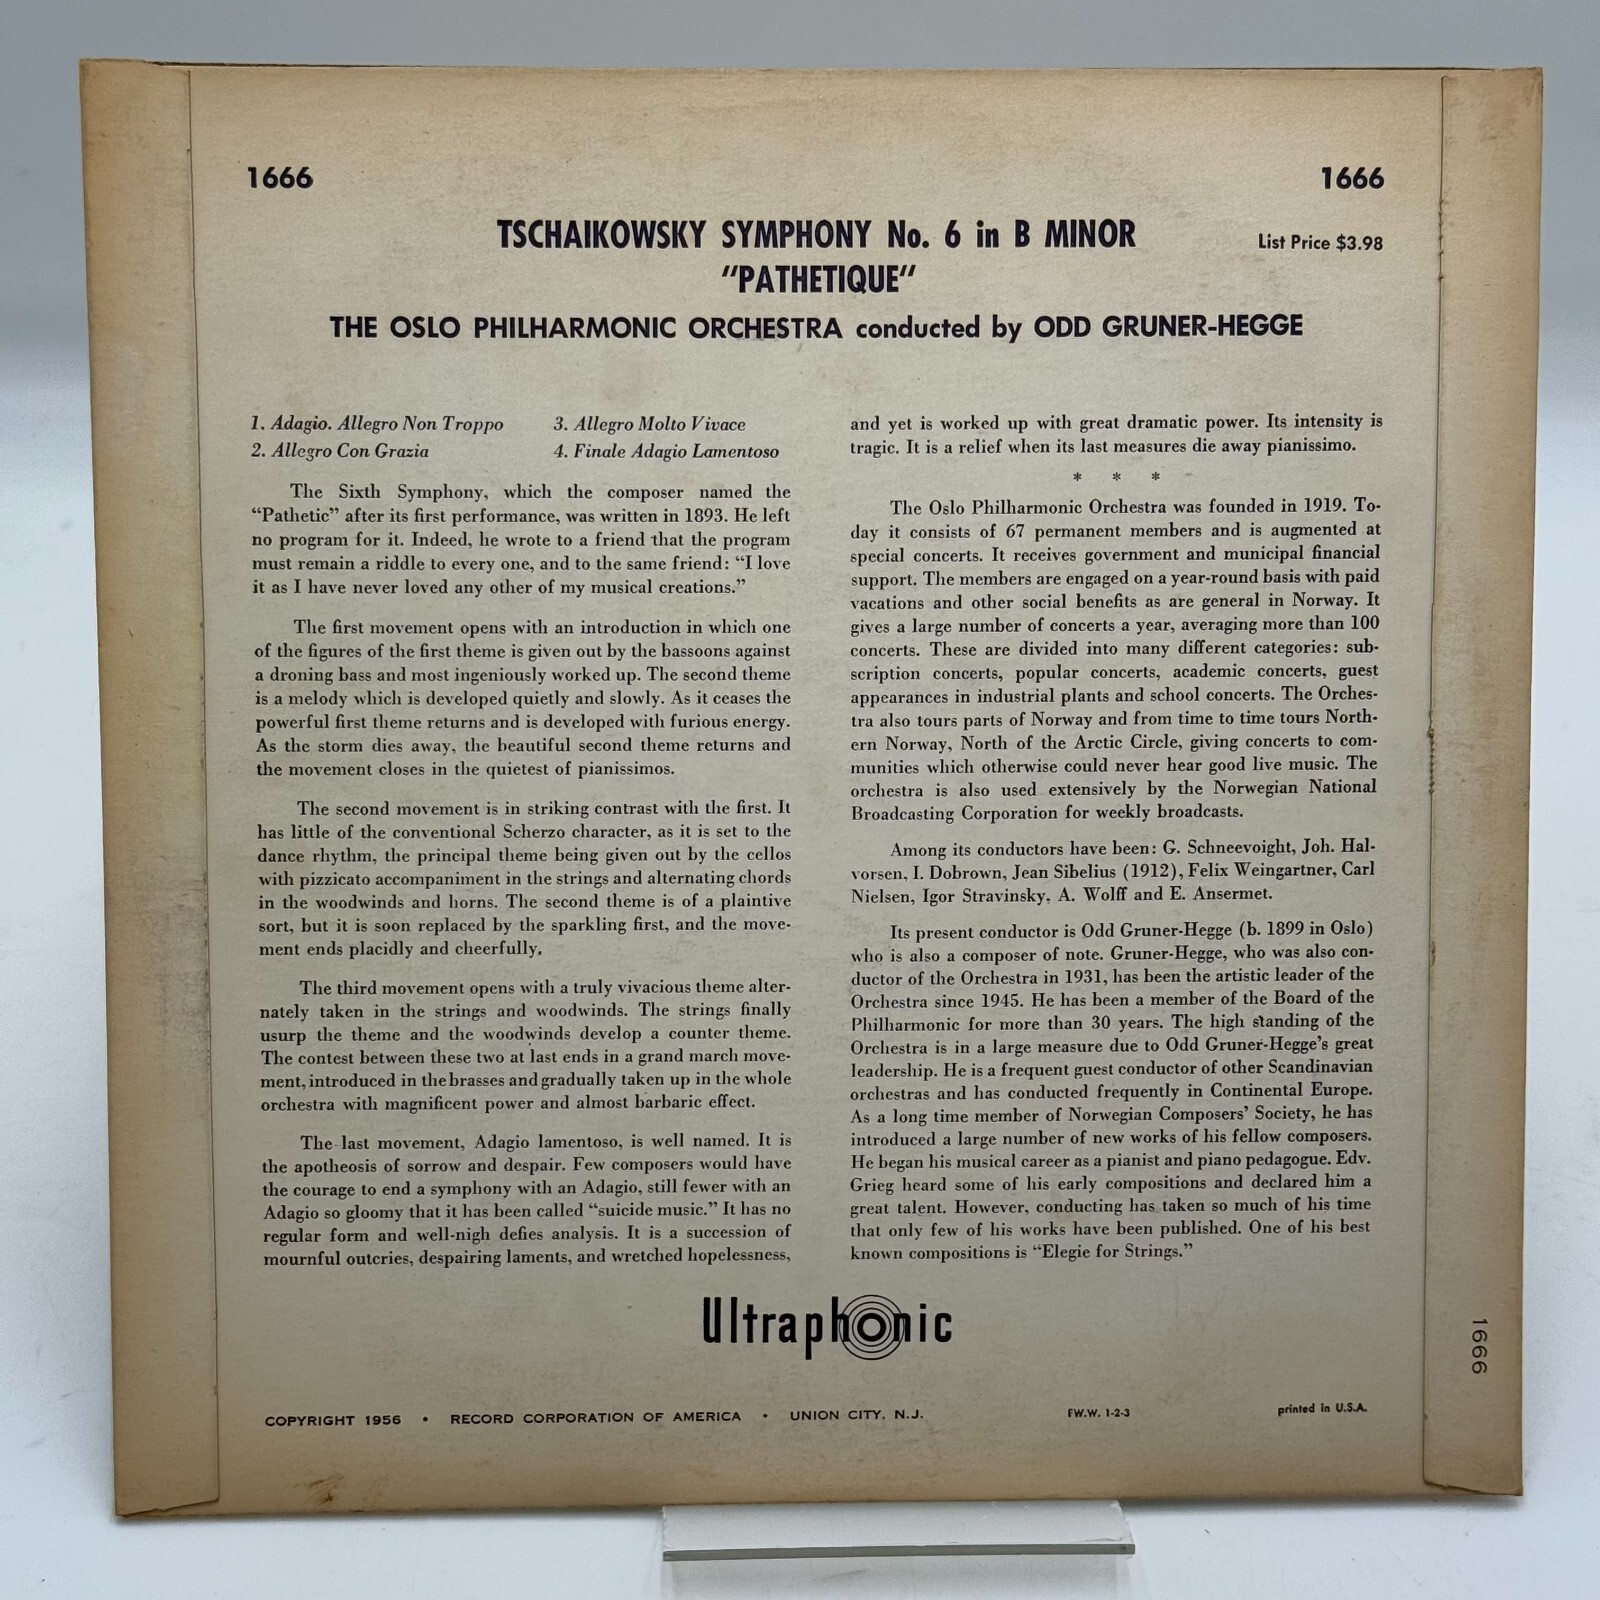 1666
1666
TSCHAIKOWSKY SYMPHONY No. 6 in B MINOR
List Price $3.98
"PATHETIQUE"
THE OSLO PHILHARMONIC ORCHESTRA conducted by ODD GRUNER-HEGGE
1. Adagio. Allegro Non Troppo
2. Allegro Con Grazia
3. Allegro Molto Vivace
4. Finale Adagio Lamentoso
The Sixth Symphony, which the composer named the
“Pathetic” after its first performance, was written in 1893. He left
no program for it. Indeed, he wrote to a friend that the program
must remain a riddle to every one, and to the same friend: “I love
it as I have never loved any other of my musical creations.”
The first movement opens with an introduction in which one
of the figures of the first theme is given out by the bassoons against
a droning bass and most ingeniously worked up. The second theme
is a melody which is developed quietly and slowly. As it ceases the
powerful first theme returns and is developed with furious energy.
As the storm dies away, the beautiful second theme returns and
the movement closes in the quietest of pianissimos.
The second movement is in striking contrast with the first. It
has little of the conventional Scherzo character, as it is set to the
dance rhythm, the principal theme being given out by the cellos
with pizzicato accompaniment in the strings and alternating chords
in the woodwinds and horns. The second theme is of a plaintive
sort, but it is soon replaced by the sparkling first, and the move-
ment ends placidly and cheerfully.
The third movement opens with a truly vivacious theme alter-
nately taken in the strings and woodwinds. The strings finally
usurp the theme and the woodwinds develop a counter theme.
The contest between these two at last ends in a grand march move-
ment, introduced in the brasses and gradually taken up in the whole
orchestra with magnificent power and almost barbaric effect.
The last movement, Adagio lamentoso, is well named. It is
the apotheosis of sorrow and despair. Few composers would have
the courage to end a symphony with an Adagio, still fewer with an
Adagio so gloomy that it has been called “suicide music.” It has no
regular form and well-nigh defies analysis. It is a succession of
mournful outcries, despairing laments, and wretched hopelessness,
and yet is worked up with great dramatic power. Its intensity is
tragic. It is a relief when its last measures die away pianissimo.
* * *
The Oslo Philharmonic Orchestra was founded in 1919. To-
day it consists of 67 permanent members and is augmented at
special concerts. It receives government and municipal financial
support. The members are engaged on a year-round basis with paid
vacations and other social benefits as are general in Norway. It
gives a large number of concerts a year, averaging more than 100
concerts. These are divided into many different categories: sub-
scription concerts, popular concerts, academic concerts, guest
appearances in industrial plants and school concerts. The Orches-
tra also tours parts of Norway and from time to time tours North-
ern Norway, North of the Arctic Circle, giving concerts to com-
munities which otherwise could never hear good live music. The
orchestra is also used extensively by the Norwegian National
Broadcasting Corporation for weekly broadcasts.
Among its conductors have been: G. Schneevoight, Joh. Hal-
vorsen, I. Dobrown, Jean Sibelius (1912), Felix Weingartner, Carl
Nielsen, Igor Stravinsky, A. Wolff and E. Ansermet.
Its present conductor is Odd Gruner-Hegge (b. 1899 in Oslo)
who is also a composer of note. Gruner-Hegge, who was also con-
ductor of the Orchestra in 1931, has been the artistic leader of the
Orchestra since 1945. He has been a member of the Board of the
Philharmonic for more than 30 years. The high standing of the
Orchestra is in a large measure due to Odd Gruner-Hegge's great
leadership. He is a frequent guest conductor of other Scandinavian
orchestras and has conducted frequently in Continental Europe.
As a long time member of Norwegian Composers' Society, he has
introduced a large number of new works of his fellow composers.
He began his musical career as a pianist and piano pedagogue. Edv.
Grieg heard some of his early compositions and declared him a
great talent. However, conducting has taken so much of his time
that only few of his works have been published. One of his best
known compositions is “Elegie for Strings.”
Ultraphonic
1666
COPYRIGHT 1956 • RECORD CORPORATION OF AMERICA • UNION CITY, N.J.
FW.W. 1-2-3
printed in U.S.A.